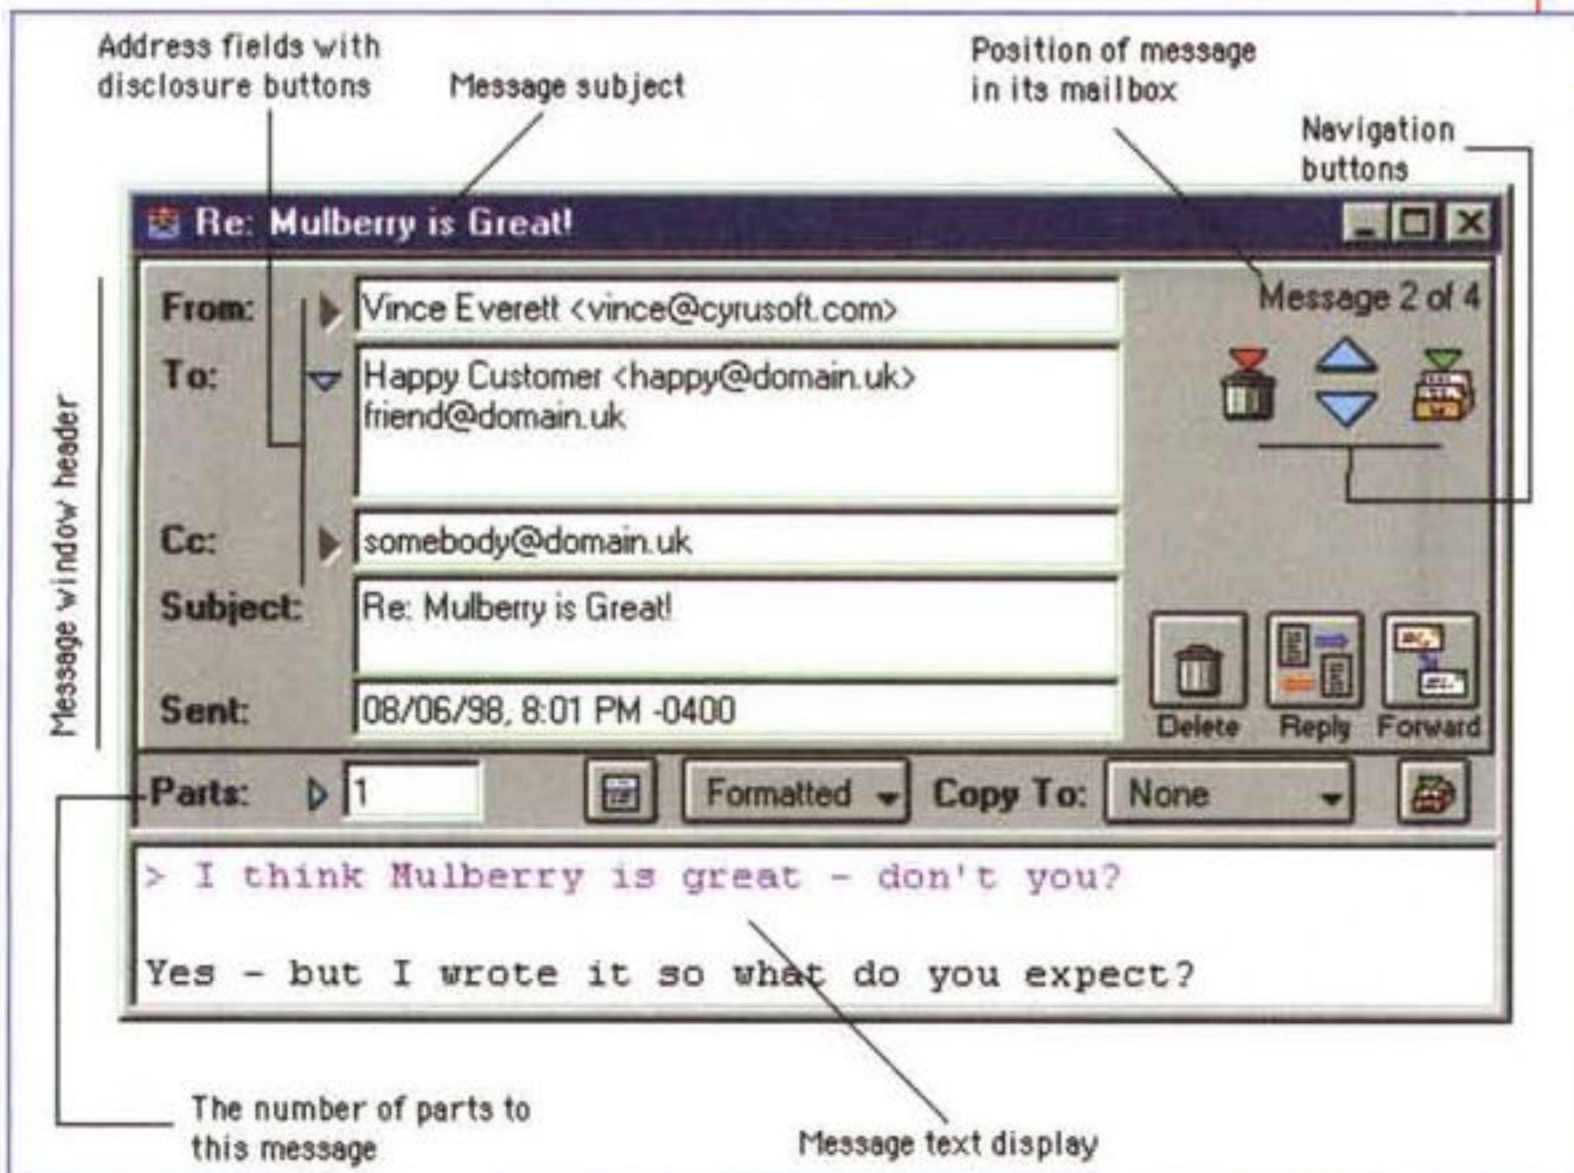 Address fields with
disclosure buttons
Message subject
Position of message
in its mailbox
Navigation
buttons
Re: Mulberry is Great!
Message window header
From:
Vince Everett <vince@cyrusoft.com>
Message 2 of 4
To:
Happy Customer <happy@domain.uk>
friend@domain.uk
Cc:
somebody@domain.uk
Subject:
Re: Mulberry is Great!
Sent:
08/06/98, 8:01 PM -0400
Delete
Reply
Forward
Parts:
1
Formatted
Copy To:
None
> I think Mulberry is great - don't you?
Yes - but I wrote it so what do you expect?
The number of parts to
this message
Message text display